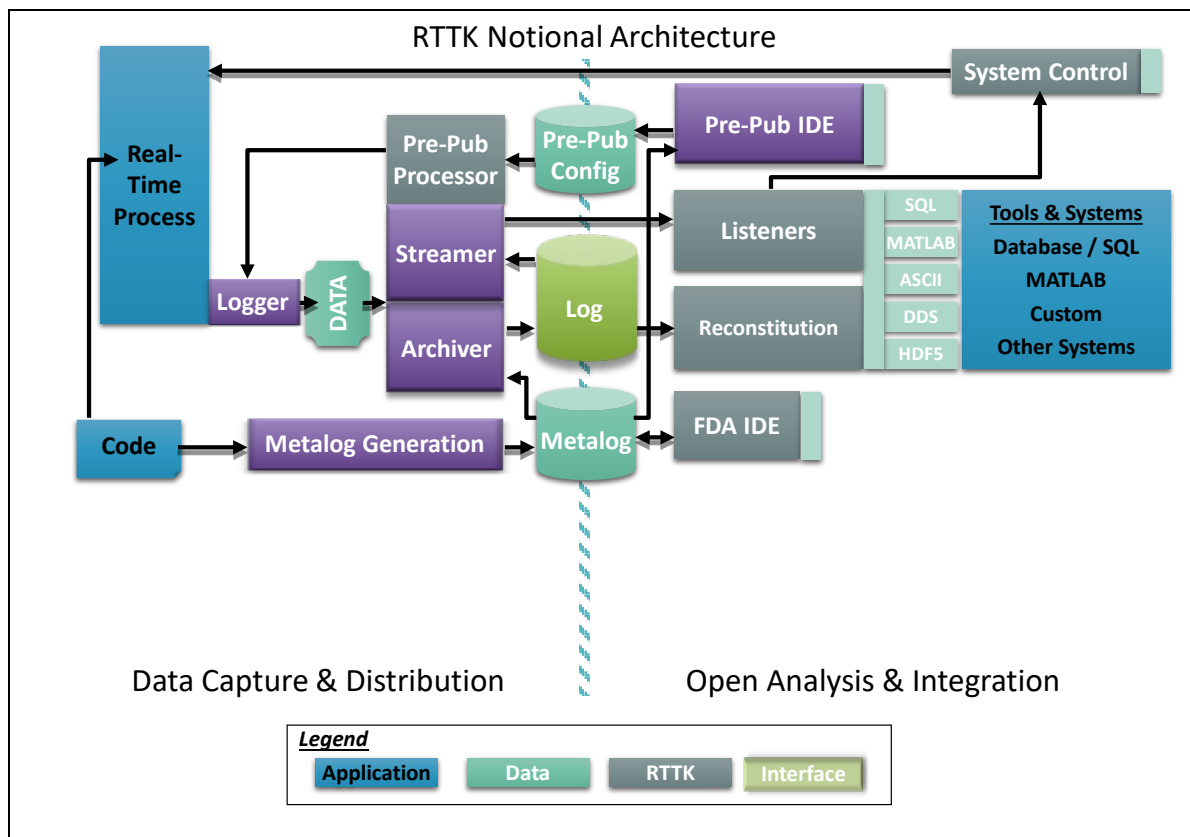 RTTK Notional Architecture
System Control
Real-
Time
Process
Pre-Pub
Processor
Pre-Pub
Config
Pre-Pub IDE
Streamer
Listeners
SQL
MATLAB
ASCII
DDS
HDF5
Tools & Systems
Database / SQL
MATLAB
Custom
Other Systems
Logger
DATA
Log
Archiver
Reconstitution
Code
Metalog Generation
Metalog
FDA IDE
Data Capture & Distribution
Open Analysis & Integration
Legend
Application
Data
RTTK
Interface